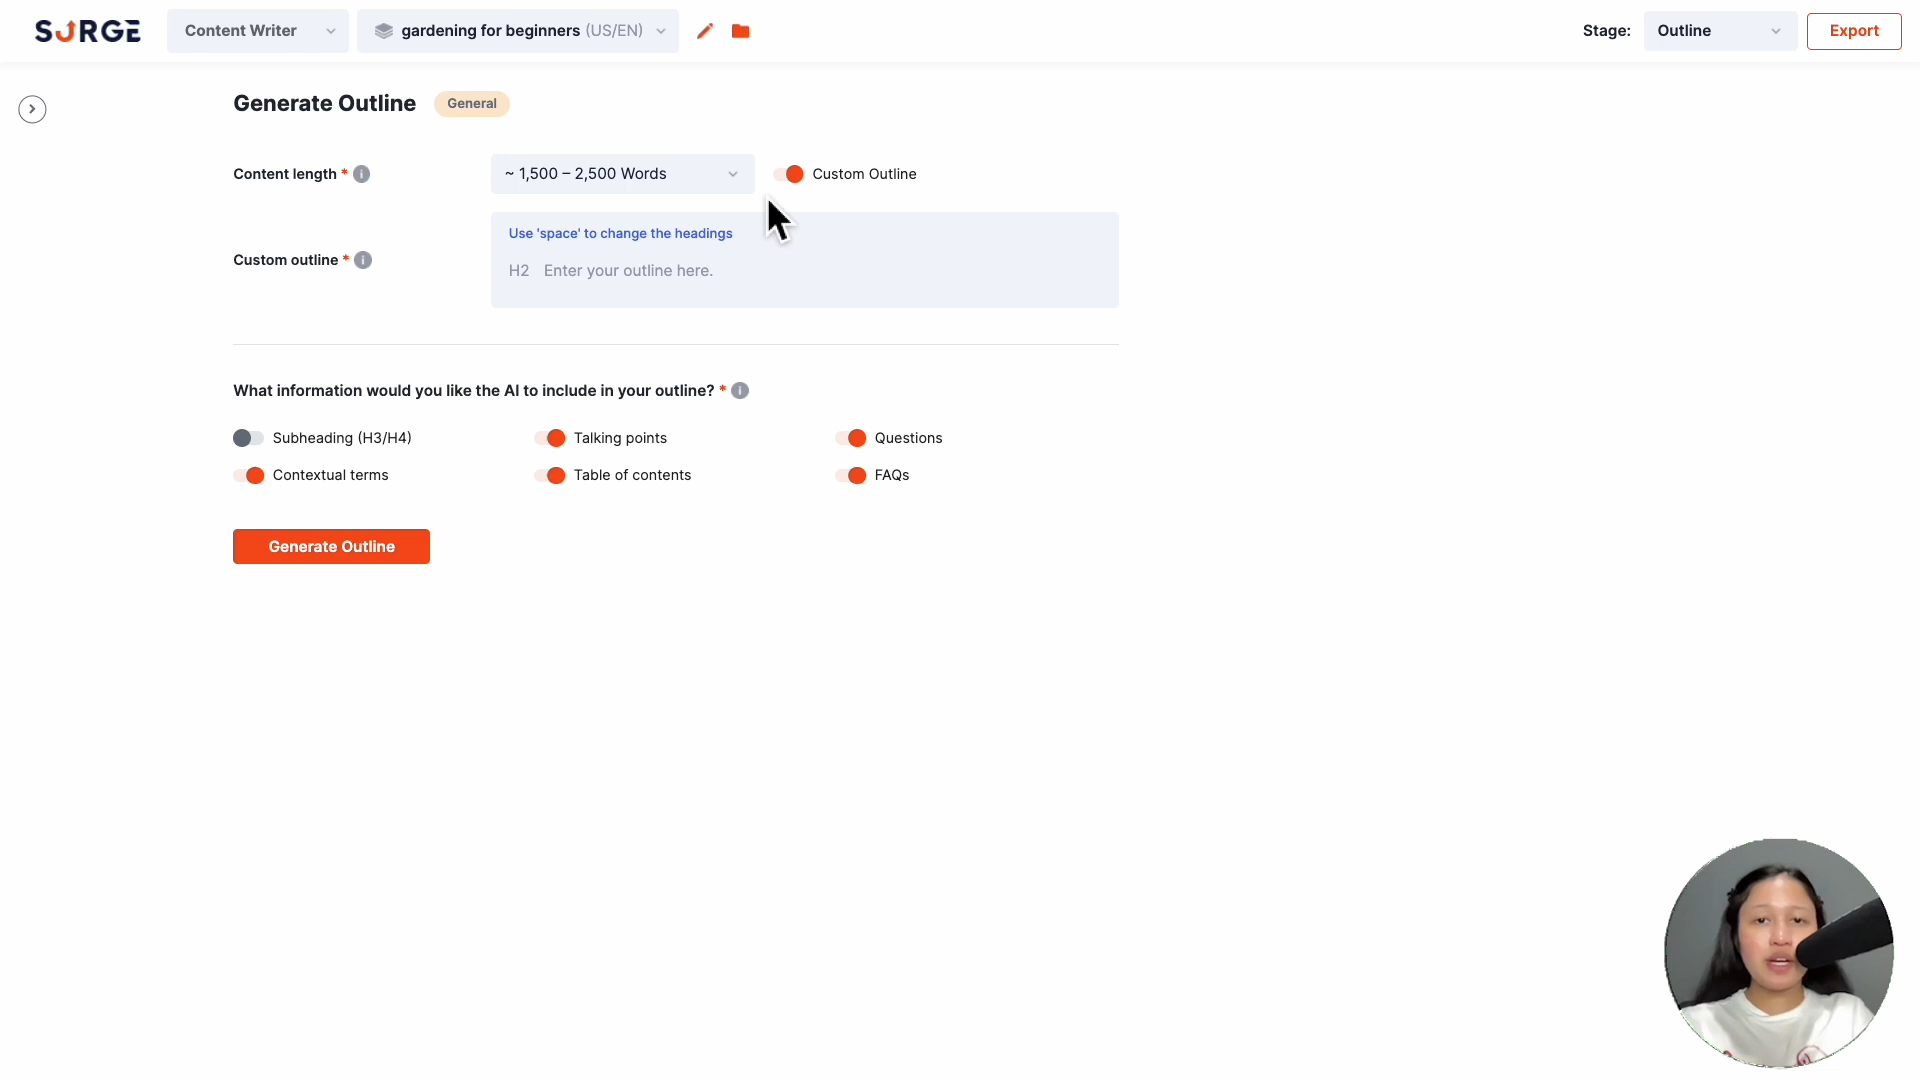 SURGE
Content Writer
gardening for beginners (US/EN)
Stage:
Outline
Export
Generate Outline
General
Content length *
~ 1,500 – 2,500 Words
Custom Outline
Custom outline *
Use 'space' to change the headings
H2 Enter your outline here.
What information would you like the AI to include in your outline? *
Subheading (H3/H4)
Talking points
Questions
Contextual terms
Table of contents
FAQs
Generate Outline